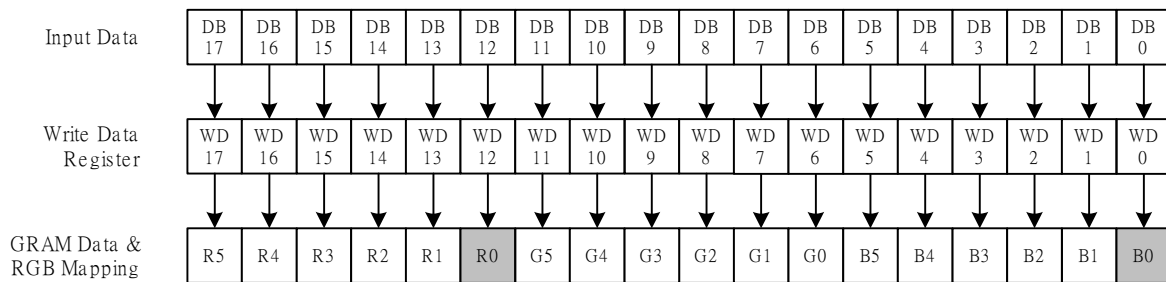 Input Data
DB 17 DB 16 DB 15 DB 14 DB 13 DB 12 DB 11 DB 10 DB 9 DB 8 DB 7 DB 6 DB 5 DB 4 DB 3 DB 2 DB 1 DB 0
Write Data
Register
WD 17 WD 16 WD 15 WD 14 WD 13 WD 12 WD 11 WD 10 WD 9 WD 8 WD 7 WD 6 WD 5 WD 4 WD 3 WD 2 WD 1 WD 0
GRAM Data &
RGB Mapping
R5 R4 R3 R2 R1 R0 G5 G4 G3 G2 G1 G0 B5 B4 B3 B2 B1 B0